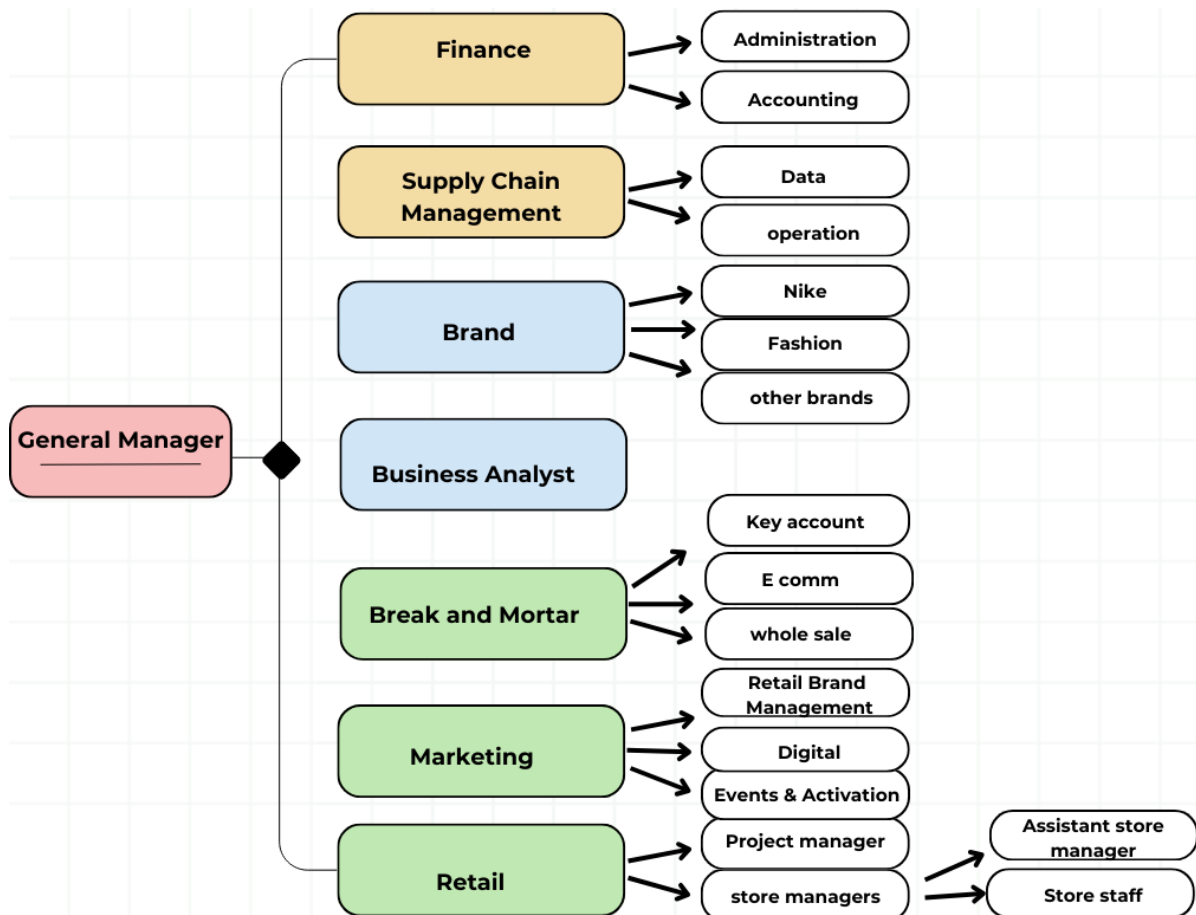 Finance
Administration
Accounting
Supply Chain
Management
Data
operation
Brand
Nike
Fashion
other brands
General Manager
Business Analyst
Break and Mortar
Key account
E comm
whole sale
Marketing
Retail Brand
Management
Digital
Events & Activation
Retail
Project manager
store managers
Assistant store
manager
Store staff